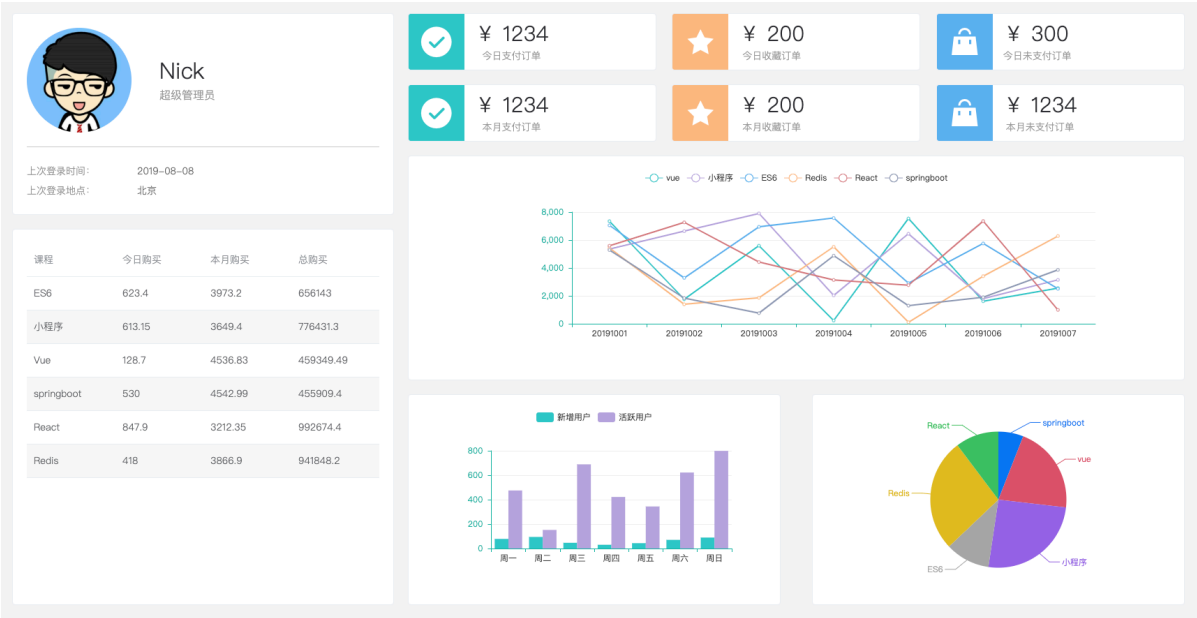 Nick
超级管理员
上次登录时间: 2019-08-08
上次登录地点: 北京
课程 今日购买 本月购买 总购买
ES6 623.4 3973.2 656143
小程序 613.15 3649.4 776431.3
Vue 128.7 4536.83 459349.49
springboot 530 4542.99 455909.4
React 847.9 3212.35 992674.4
Redis 418 3866.9 941848.2
¥ 1234
今日支付订单
¥ 200
今日收藏订单
¥ 300
今日未支付订单
¥ 1234
本月支付订单
¥ 200
本月收藏订单
¥ 1234
本月未支付订单
vue 小程序 ES6 Redis React springboot
8,000
6,000
4,000
2,000
0
20191001 20191002 20191003 20191004 20191005 20191006 20191007
新增用户 活跃用户
800
600
400
200
0
周一 周二 周三 周四 周五 周六 周日
springboot
React
vue
Redis
小程序
ES6